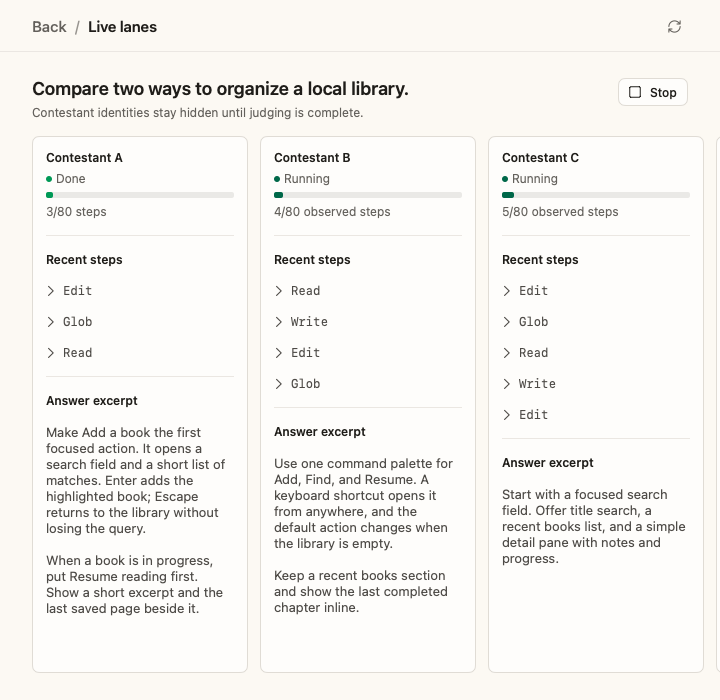 Back / Live lanes
Compare two ways to organize a local library.
Stop
Contestant identities stay hidden until judging is complete.
Contestant A
Done
3/80 steps
Recent steps
Edit
Glob
Read
Answer excerpt
Make Add a book the first
focused action. It opens a
search field and a short list of
matches. Enter adds the
highlighted book; Escape
returns to the library without
losing the query.
When a book is in progress,
put Resume reading first.
Show a short excerpt and the
last saved page beside it.
Contestant B
Running
4/80 observed steps
Recent steps
Read
Write
Edit
Glob
Answer excerpt
Use one command palette for
Add, Find, and Resume. A
keyboard shortcut opens it
from anywhere, and the
default action changes when
the library is empty.
Keep a recent books section
and show the last completed
chapter inline.
Contestant C
Running
5/80 observed steps
Recent steps
Edit
Glob
Read
Write
Edit
Answer excerpt
Start with a focused search
field. Offer title search, a
recent books list, and a simple
detail pane with notes and
progress.